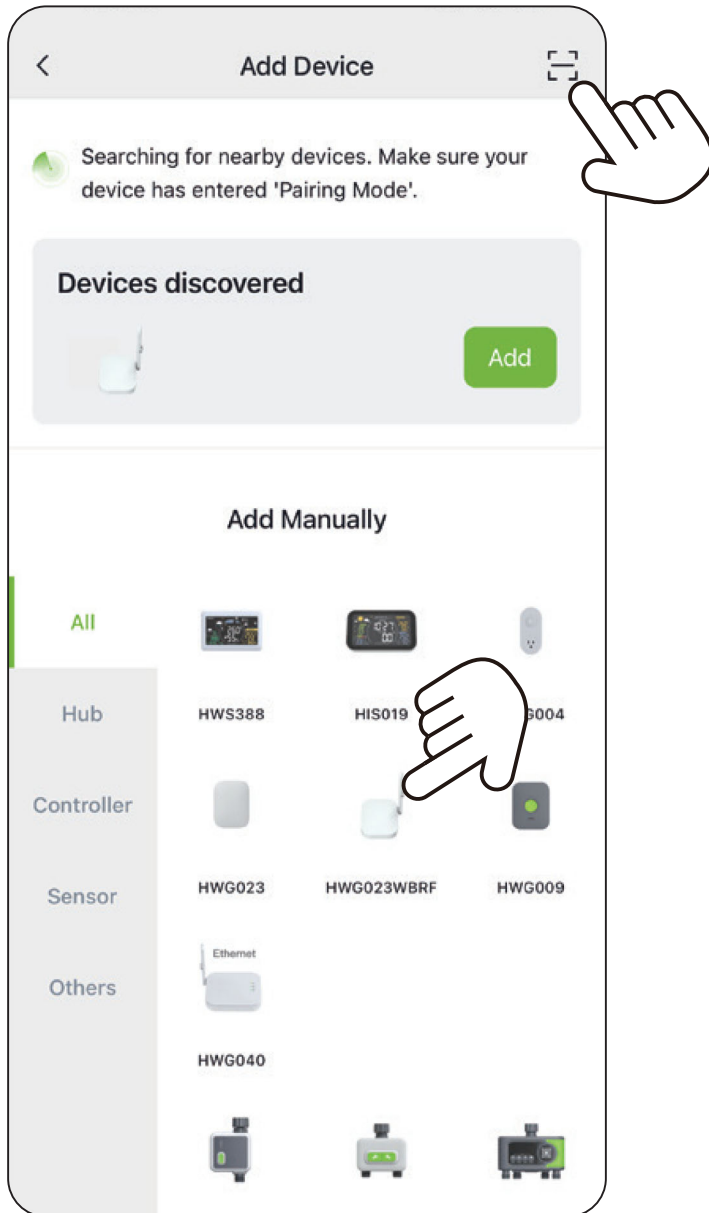 Add Device
Searching for nearby devices. Make sure your
device has entered 'Pairing Mode'.
Devices discovered
Add
Add Manually
All
Hub
Controller
Sensor
Others
HWS388
HIS019
G004
HWG023
HWG023WBRF
HWG009
Ethernet
HWG040